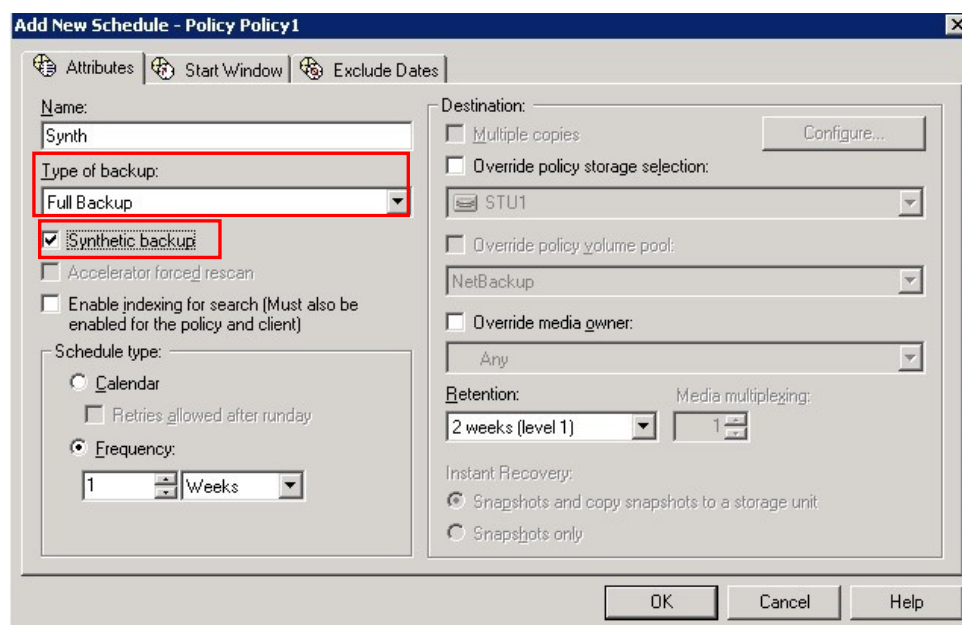 Add New Schedule - Policy Policy1
Attributes
Start Window
Exclude Dates
Name:
Synth
Type of backup:
Full Backup
Synthetic backup
Accelerator forced rescan
Enable indexing for search (Must also be
enabled for the policy and client)
Schedule type:
Calendar
Retries allowed after runday
Frequency:
1
Weeks
Destination:
Multiple copies
Configure...
Override policy storage selection:
STU1
Override policy volume pool:
NetBackup
Override media owner:
Any
Retention:
Media multiplexing:
2 weeks (level 1)
1
Instant Recovery:
Snapshots and copy snapshots to a storage unit
Snapshots only
OK
Cancel
Help